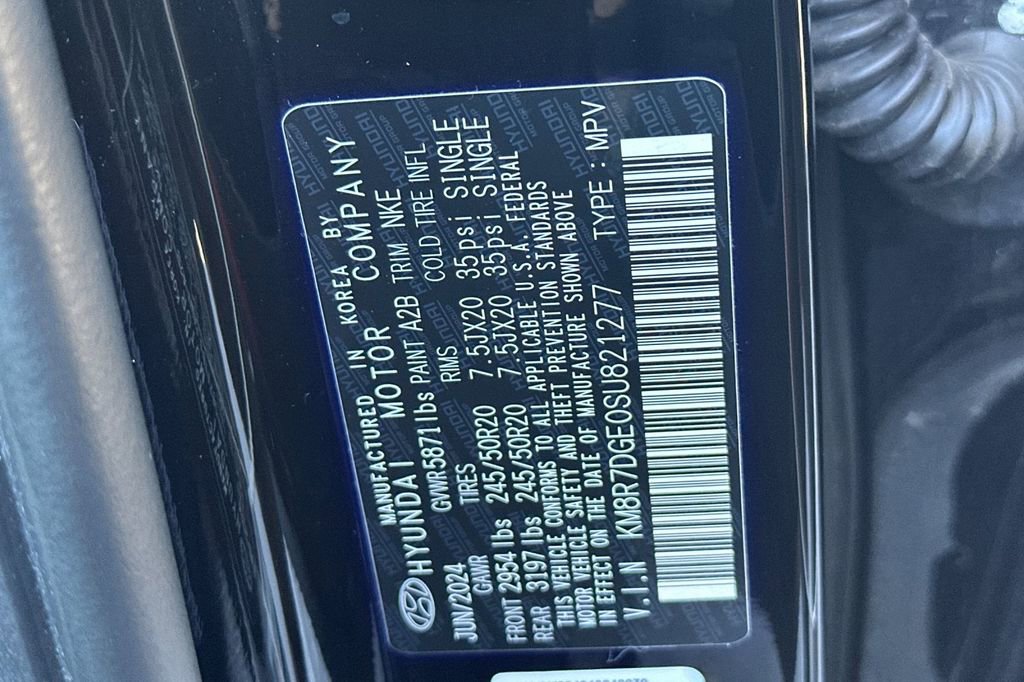 MANUFACTURED IN KOREA BY
HYUNDAI MOTOR COMPANY
JUN/2024 GVWR5871lbs PAINT A2B TRIM NKE
GAWR TIRES RIMS COLD TIRE INFL
FRONT 2954 lbs 245/50R20 7.5JX20 35psi SINGLE
REAR 3197 lbs 245/50R20 7.5JX20 35psi SINGLE
THIS VEHICLE CONFORMS TO ALL APPLICABLE U.S.A. FEDERAL
MOTOR VEHICLE SAFETY AND THEFT PREVENTION STANDARDS
IN EFFECT ON THE DATE OF MANUFACTURE SHOWN ABOVE
V.I.N KM8R7DGE0SU821277 TYPE : MPV